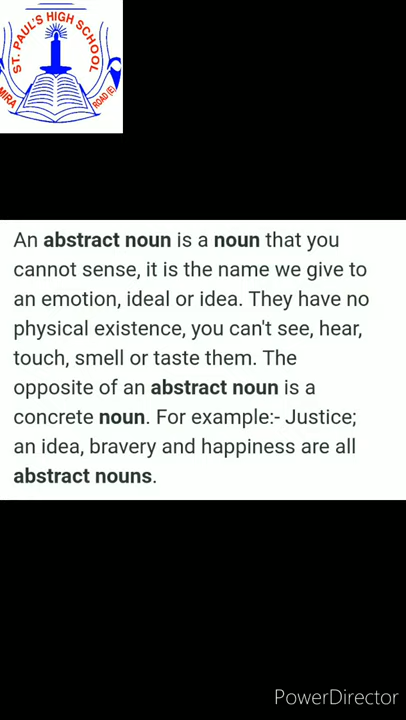 ST. PAUL'S HIGH SCHOOL
MIRA ROAD (E)
An abstract noun is a noun that you
cannot sense, it is the name we give to
an emotion, ideal or idea. They have no
physical existence, you can't see, hear,
touch, smell or taste them. The
opposite of an abstract noun is a
concrete noun. For example:- Justice;
an idea, bravery and happiness are all
abstract nouns.
PowerDirector